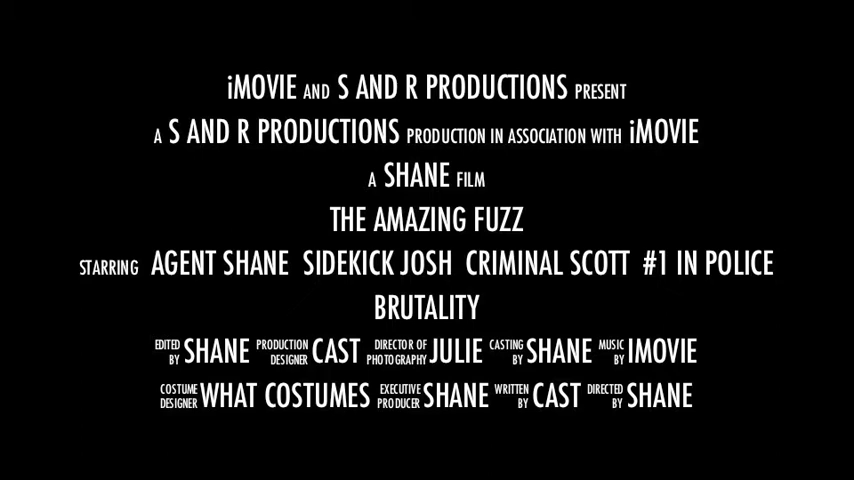 iMOVIE AND S AND R PRODUCTIONS PRESENT
A S AND R PRODUCTIONS PRODUCTION IN ASSOCIATION WITH iMOVIE
A SHANE FILM
THE AMAZING FUZZ
STARRING AGENT SHANE SIDEKICK JOSH CRIMINAL SCOTT #1 IN POLICE
BRUTALITY
EDITED BY SHANE PRODUCTION DESIGNER CAST DIRECTOR OF PHOTOGRAPHY JULIE CASTING BY SHANE MUSIC BY IMOVIE
COSTUME DESIGNER WHAT COSTUMES EXECUTIVE PRODUCER SHANE WRITTEN BY CAST DIRECTED BY SHANE